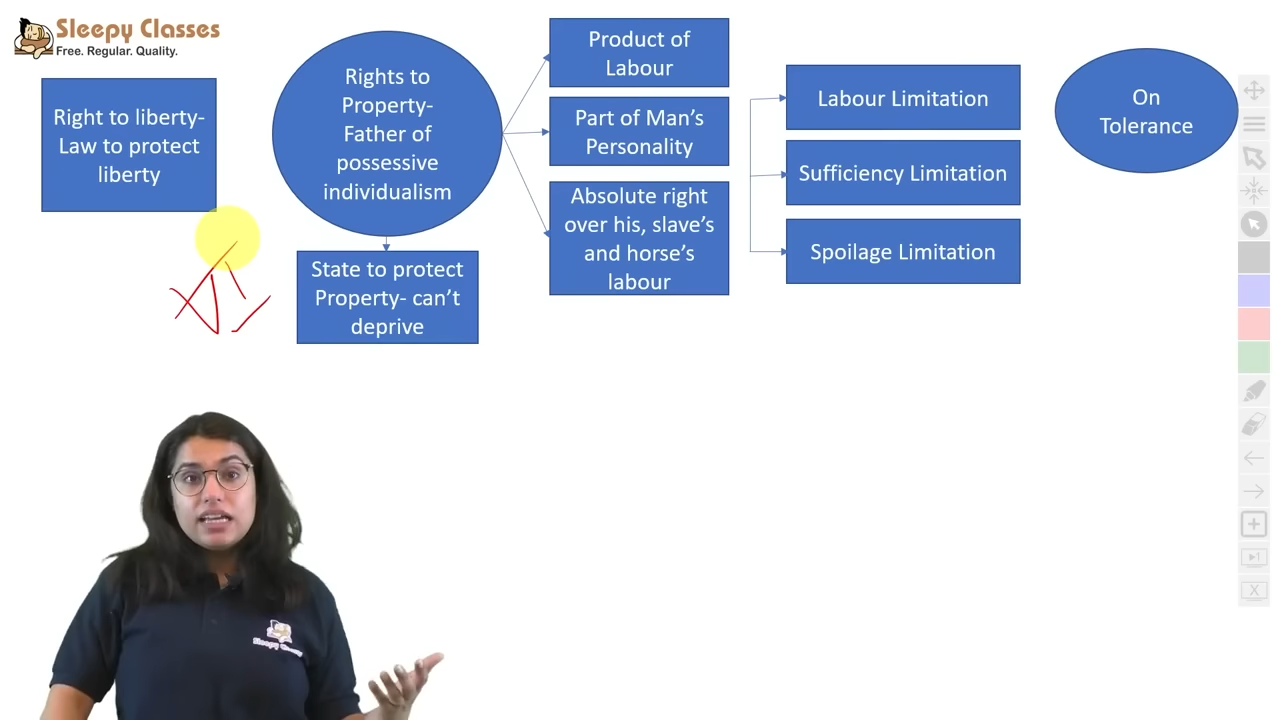 Sleepy Classes
Free. Regular. Quality.
Right to liberty-
Law to protect
liberty
Rights to
Property-
Father of
possessive
individualism
State to protect
Property- can't
deprive
Product of
Labour
Part of Man's
Personality
Absolute right
over his, slave's
and horse's
labour
Labour Limitation
Sufficiency Limitation
Spoilage Limitation
On
Tolerance